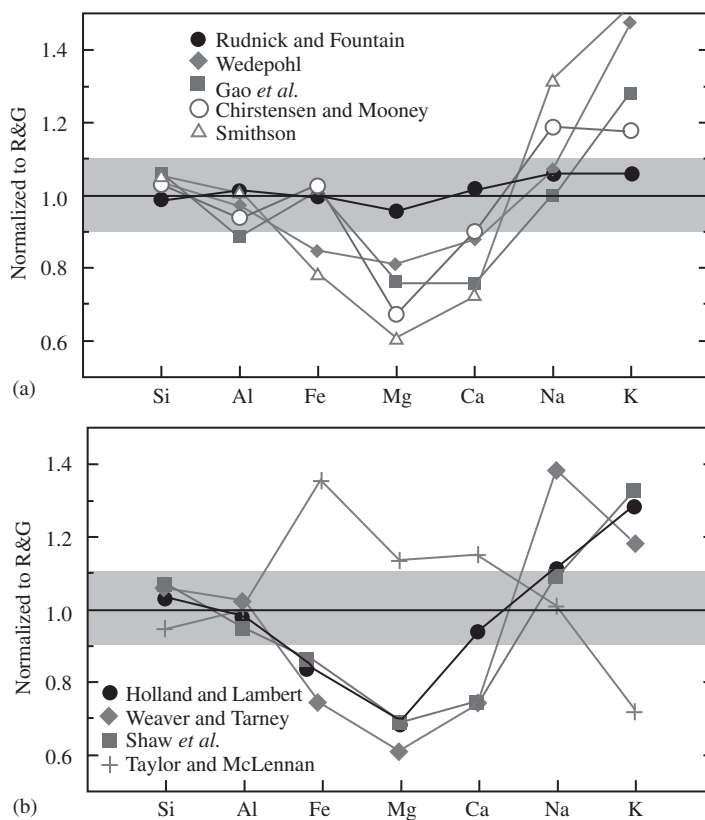 1.4
1.2
1.0
0.8
0.6
Normalized to R&G
Rudnick and Fountain
Wedepohl
Gao et al.
Chirstensen and Mooney
Smithson
(a)
Si Al Fe Mg Ca Na K
1.4
1.2
1.0
0.8
0.6
Normalized to R&G
Holland and Lambert
Weaver and Tarney
Shaw et al.
Taylor and McLennan
(b)
Si Al Fe Mg Ca Na K